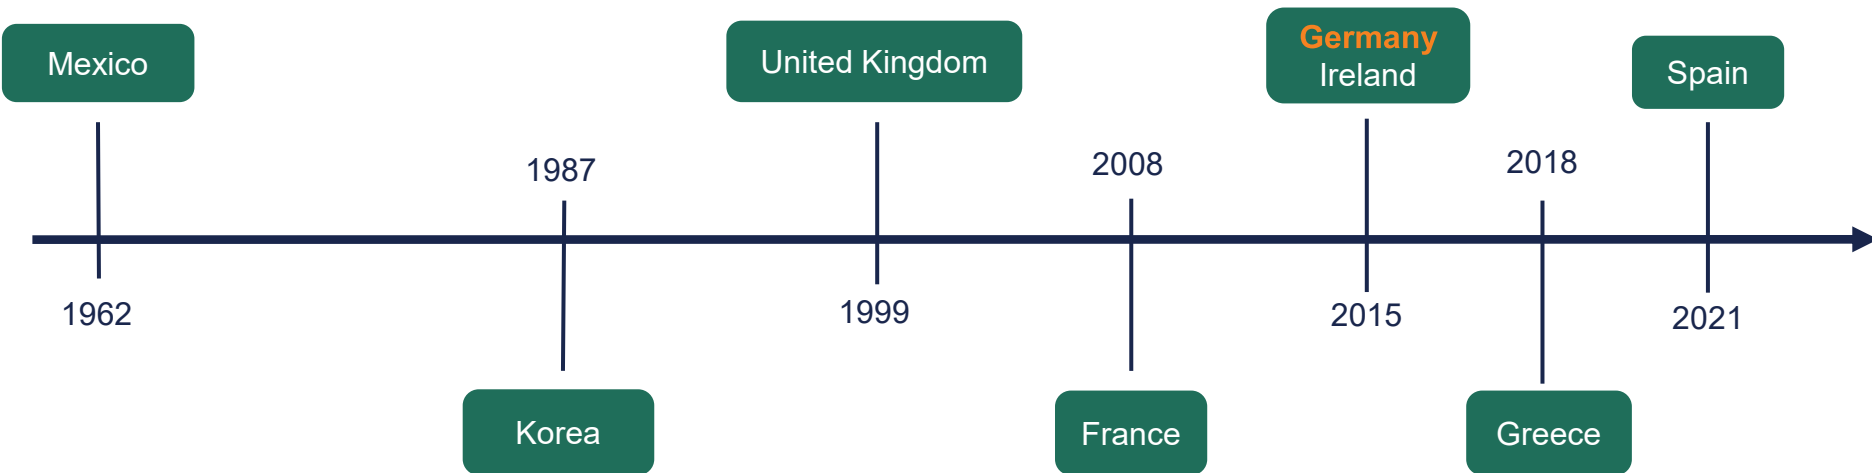 Mexico
1962
1987
Korea
United Kingdom
1999
2008
France
Germany
Ireland
2015
2018
Greece
Spain
2021